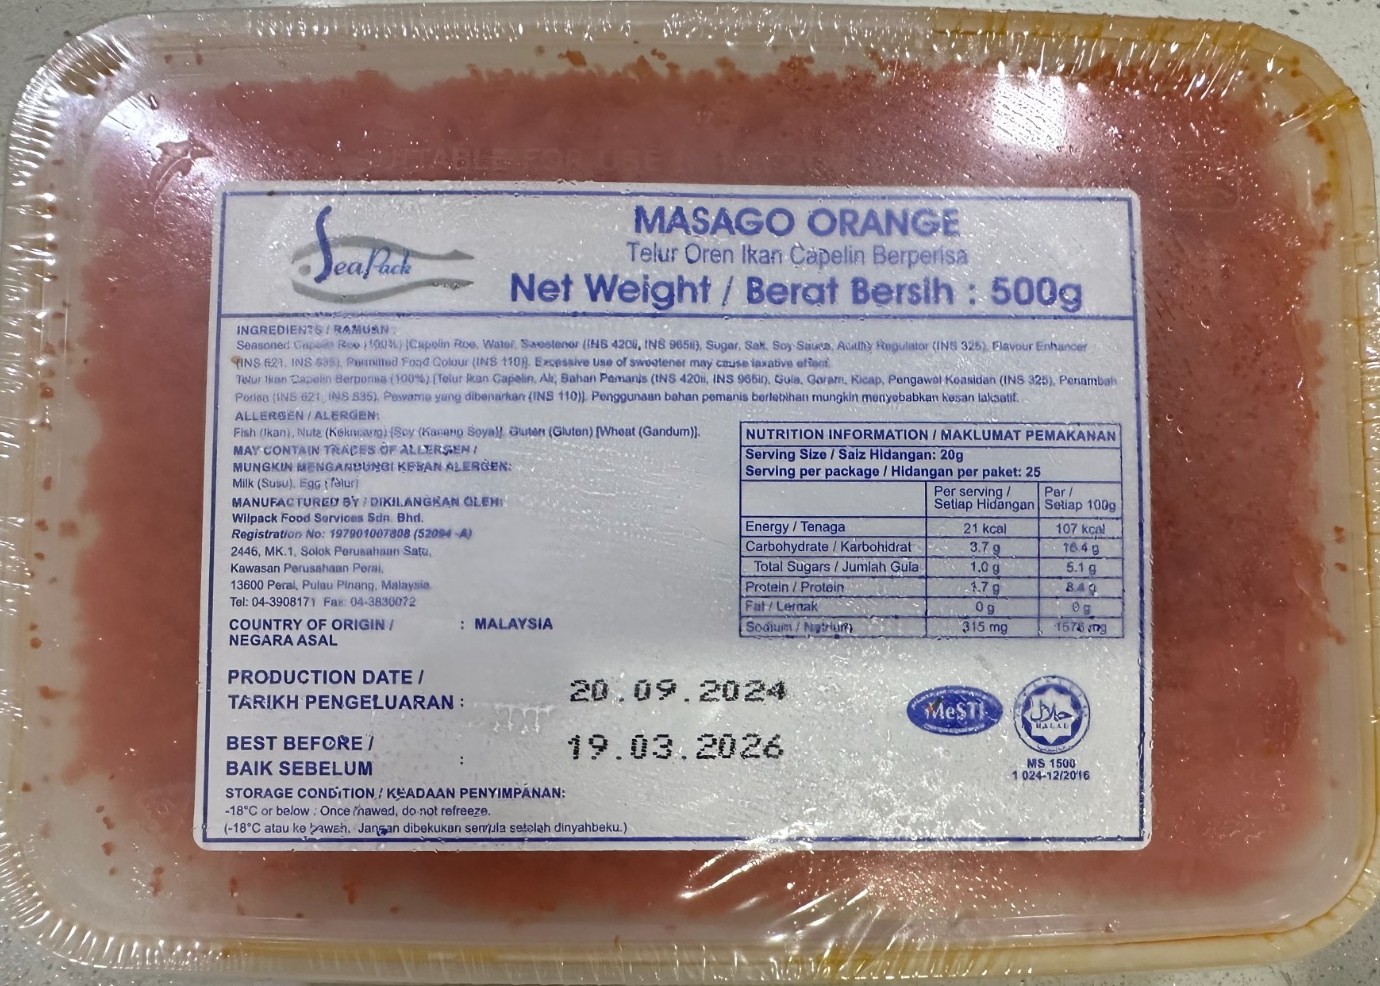 SeaPack
MASAGO ORANGE
Telur Oren Ikan Capelin Berperisa
Net Weight / Berat Bersih : 500g
INGREDIENTS / RAMUAN :
Seasoned Capelin Roe (100%) [Capelin Roe, Water, Sweetener (INS 420ii, INS 965ii), Sugar, Salt, Soy Sauce, Acidity Regulator (INS 325), Flavour Enhancer
(INS 621, INS 635), Permitted Food Colour (INS 110)]. Excessive use of sweetener may cause laxative effect.
Telur Ikan Capelin Berperisa (100%) [Telur Ikan Capelin, Air, Bahan Pemanis (INS 420ii, INS 965ii), Gula, Garam, Kicap, Pengawal Keasidan (INS 325), Penambah
Perisa (INS 621, INS 635), Pewarna yang dibenarkan (INS 110)]. Penggunaan bahan pemanis berlebihan mungkin menyebabkan kesan laksatif.
ALLERGEN / ALERGEN:
Fish (Ikan), Nuts (Kekacang) [Soy (Kacang Soya)], Gluten (Gluten) [Wheat (Gandum)].
MAY CONTAIN TRACES OF ALLERGEN /
MUNGKIN MENGANDUNGI KESAN ALERGEN:
Milk (Susu), Egg (Telur)
MANUFACTURED BY / DIKILANGKAN OLEH:
Wilpack Food Services Sdn. Bhd.
Registration No: 197901007808 (52094 -A)
2446, MK.1, Solok Perusahaan Satu,
Kawasan Perusahaan Perai,
13600 Perai, Pulau Pinang, Malaysia
Tel: 04-3908171 Fax: 04-3830072
COUNTRY OF ORIGIN / : MALAYSIA
NEGARA ASAL
NUTRITION INFORMATION / MAKLUMAT PEMAKANAN
Serving Size / Saiz Hidangan: 20g
Serving per package / Hidangan per paket: 25
Per serving / Per /
Setiap Hidangan Setiap 100g
Energy / Tenaga 21 kcal 107 kcal
Carbohydrate / Karbohidrat 3.7 g 16.4 g
Total Sugars / Jumlah Gula 1.0 g 5.1 g
Protein / Protein 1.7 g 8.4 g
Fat / Lemak 0 g 0 g
Sodium / Natrium 315 mg 1576 mg
PRODUCTION DATE /
TARIKH PENGELUARAN : 20.09.2024
BEST BEFORE /
BAIK SEBELUM : 19.03.2026
MeSTI
حلال
HALAL
MS 1500
1 024-12/2016
STORAGE CONDITION / KEADAAN PENYIMPANAN:
-18°C or below : Once thawed, do not refreeze.
(-18°C atau ke bawah. Jangan dibekukan semula setelah dinyahbeku.)